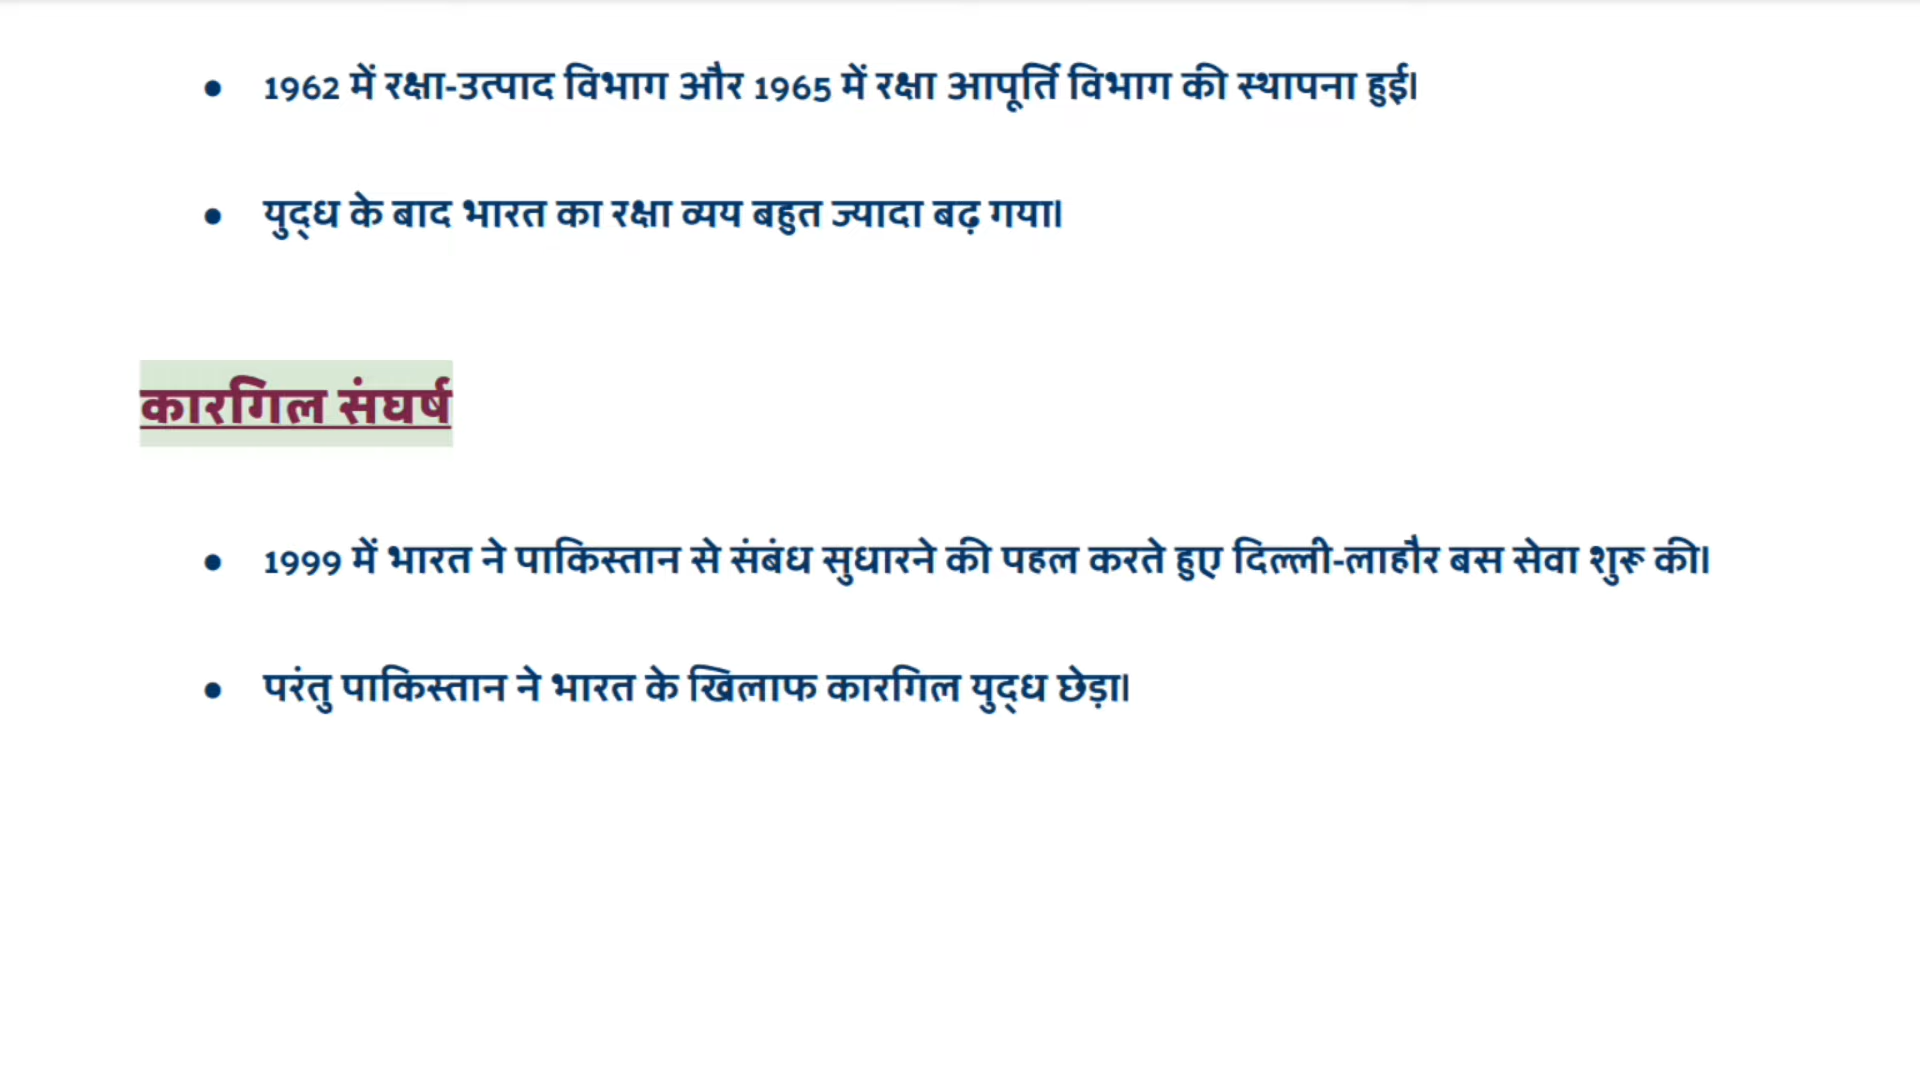 ● 1962 में रक्षा-उत्पाद विभाग और 1965 में रक्षा आपूर्ति विभाग की स्थापना हुई।
● युद्ध के बाद भारत का रक्षा व्यय बहुत ज्यादा बढ़ गया।
कारगिल संघर्ष
● 1999 में भारत ने पाकिस्तान से संबंध सुधारने की पहल करते हुए दिल्ली-लाहौर बस सेवा शुरू की।
● परंतु पाकिस्तान ने भारत के खिलाफ कारगिल युद्ध छेड़ा।